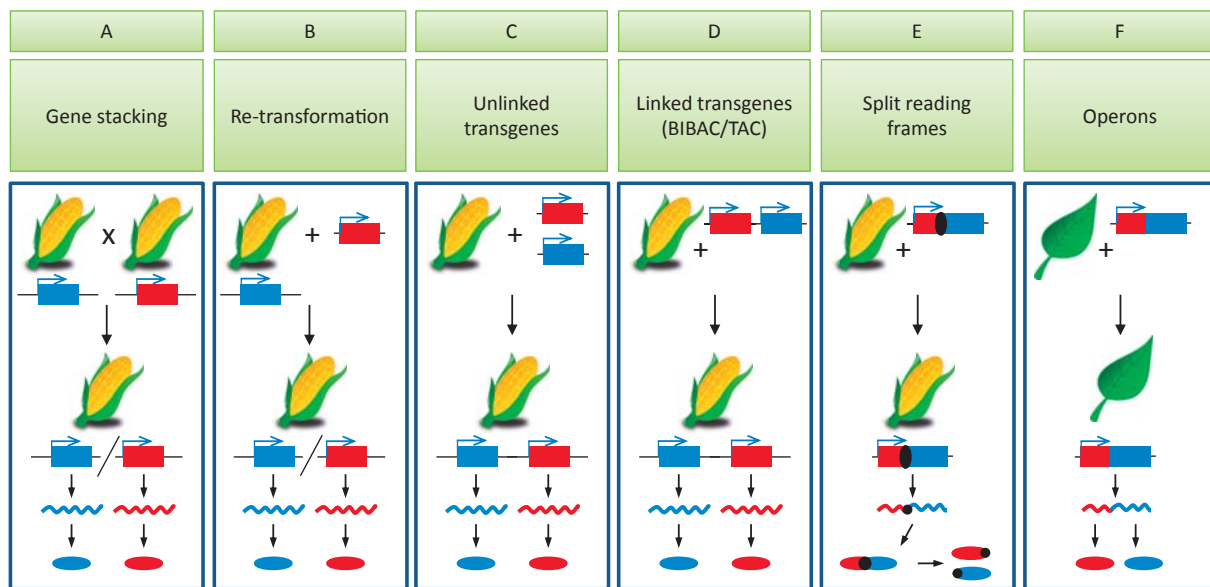 A
B
C
D
E
F
Gene stacking
Re-transformation
Unlinked
transgenes
Linked transgenes
(BIBAC/TAC)
Split reading
frames
Operons
x
+
+
+
+
+